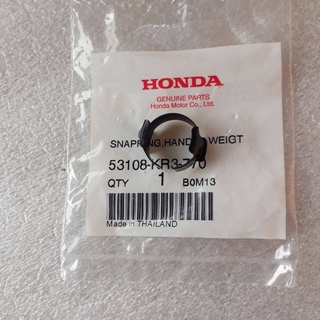 HONDA
GENUINE PARTS
Honda Motor Co., Ltd.
SNAPRING,HAND WEIGT
53108-KR3-770
QTY 1 B0M13
Made in THAILAND